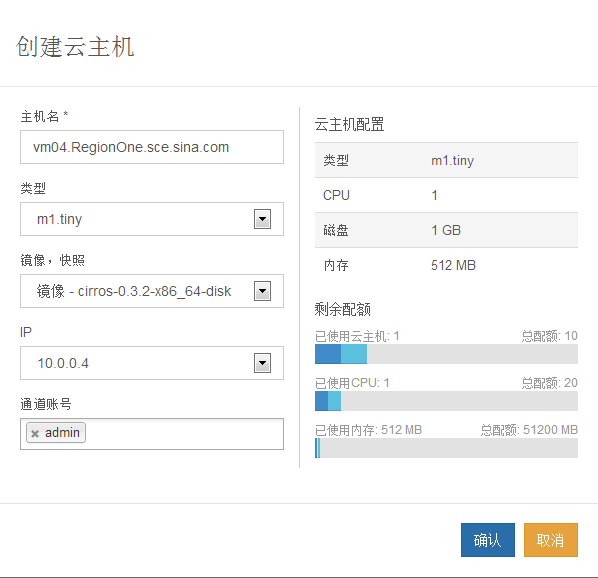 创建云主机
主机名 *
vm04.RegionOne.sce.sina.com
类型
m1.tiny
镜像，快照
镜像 - cirros-0.3.2-x86_64-disk
IP
10.0.0.4
通道账号
× admin
云主机配置
类型 m1.tiny
CPU 1
磁盘 1 GB
内存 512 MB
剩余配额
已使用云主机: 1 总配额: 10
已使用CPU: 1 总配额: 20
已使用内存: 512 MB 总配额: 51200 MB
确认 取消